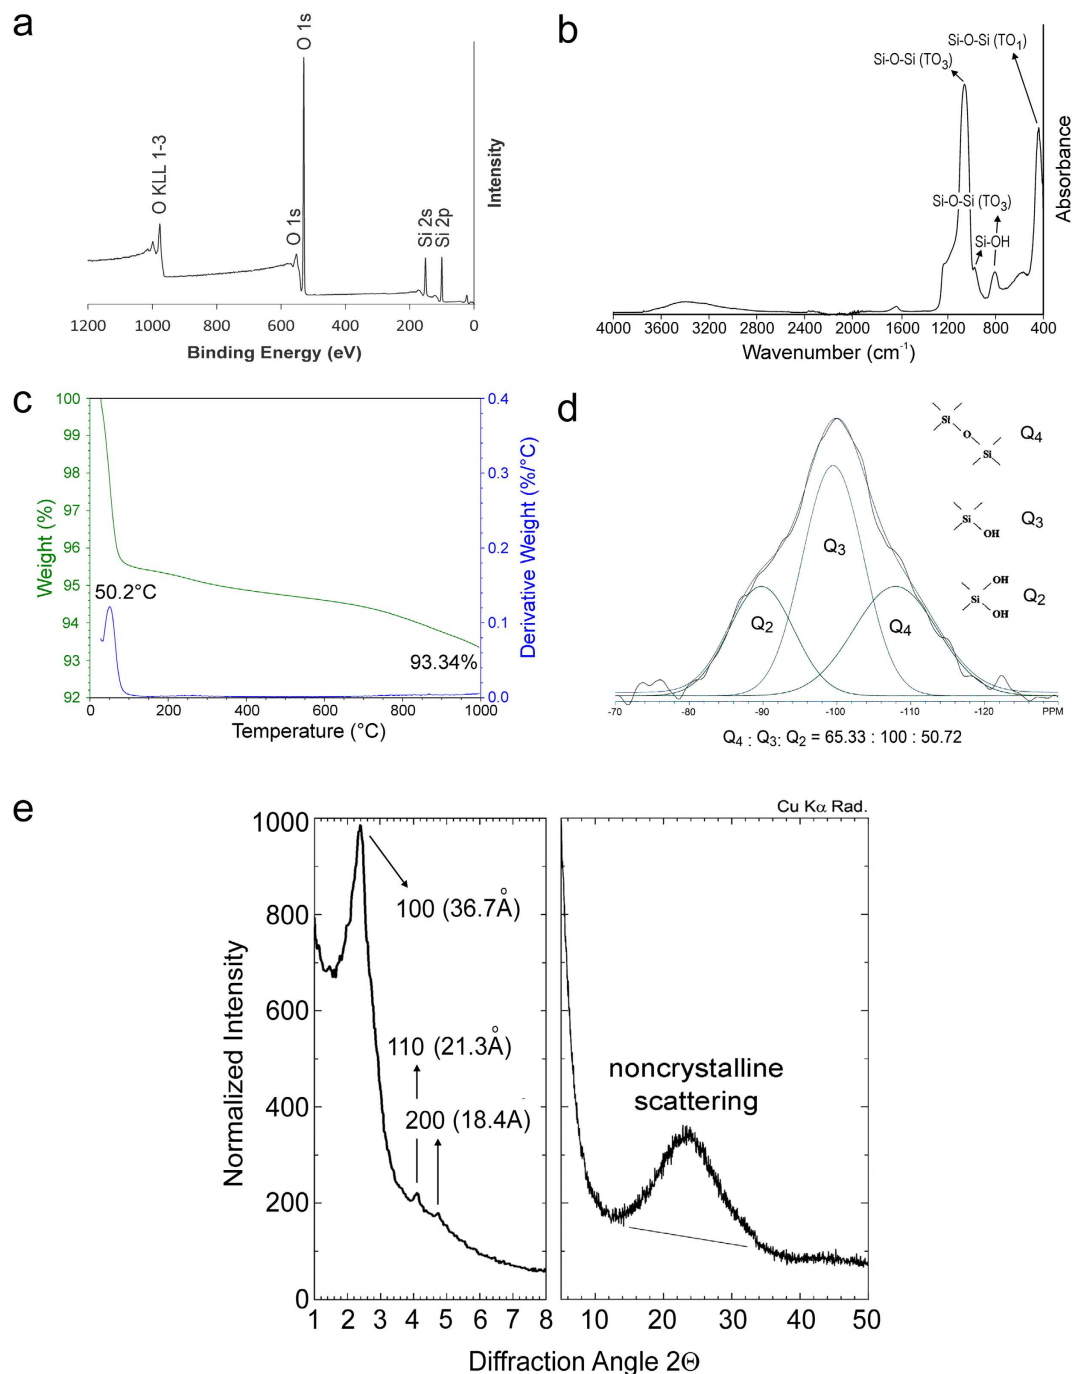 a
O KLL 1-3
O 1s
O 1s
Si 2s
Si 2p
Intensity
1200 1000 800 600 400 200 0
Binding Energy (eV)
b
Si-O-Si (TO1)
Si-O-Si (TO3)
Si-O-Si (TO3)
Si-OH
Absorbance
4000 3600 3200 2800 2400 2000 1600 1200 800 400
Wavenumber (cm-1)
c
100
99
98
97
96
95
94
93
92
Weight (%)
50.2°C
93.34%
0.4
0.3
0.2
0.1
0.0
Derivative Weight (%/°C)
0 200 400 600 800 1000
Temperature (°C)
d
Si
O
Si
Q4
Si
OH
Q3
OH
Si
OH
Q2
Q3
Q2
Q4
-70 -80 -90 -100 -110 -120 PPM
Q4 : Q3: Q2 = 65.33 : 100 : 50.72
e
Cu Kα Rad.
1000
800
600
400
200
0
Normalized Intensity
100 (36.7Å)
110 (21.3Å)
200 (18.4A)
noncrystalline
scattering
1 2 3 4 5 6 7 8
10 20 30 40 50
Diffraction Angle 2Θ